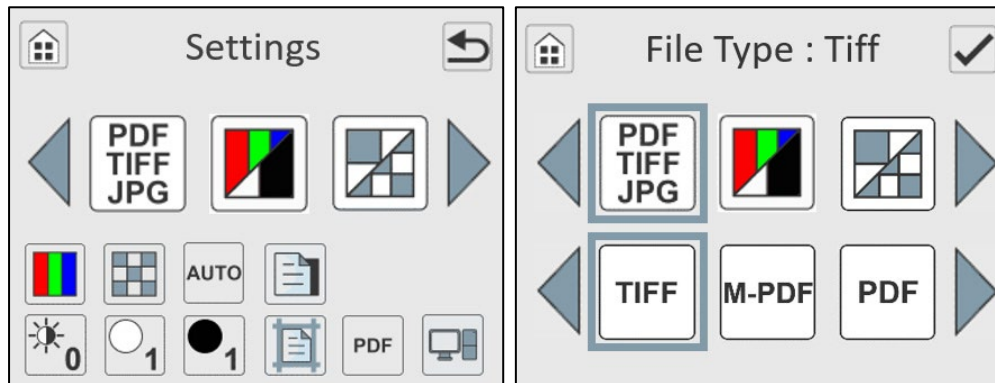 Settings
PDF
TIFF
JPG
AUTO
0
1
1
PDF
File Type : Tiff
PDF
TIFF
JPG
TIFF
M-PDF
PDF